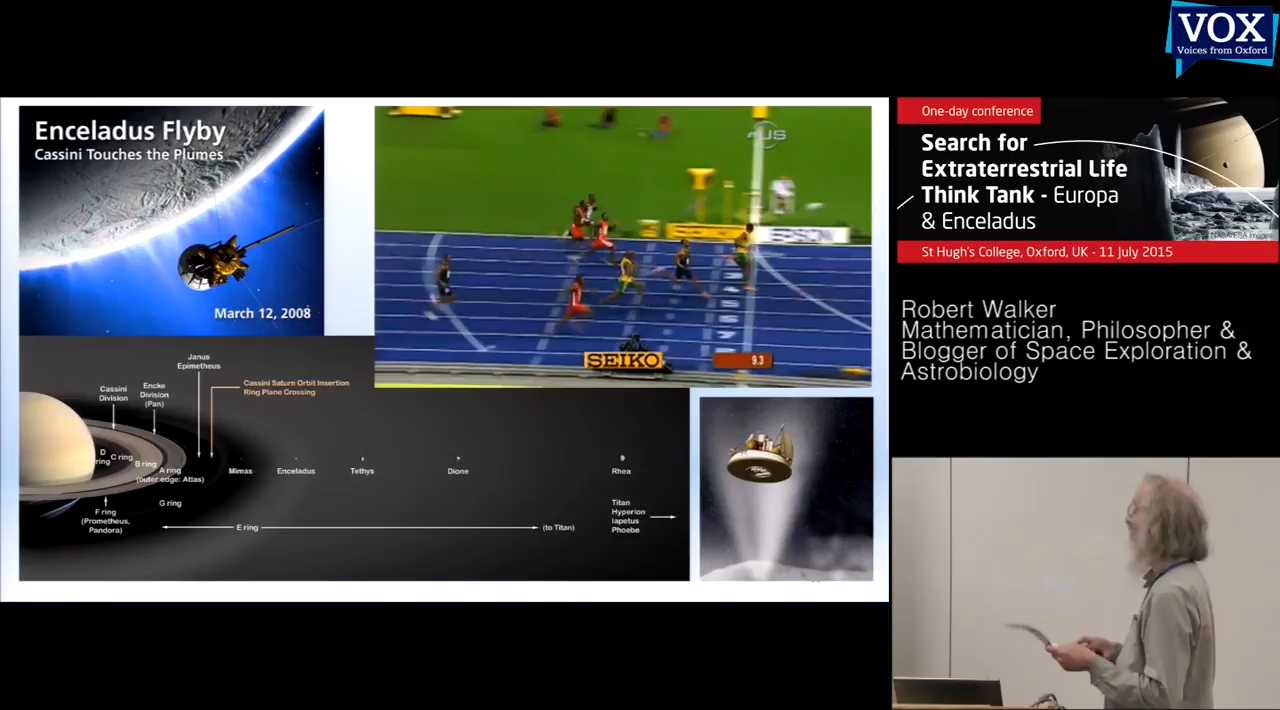 VOX
Voices from Oxford
Enceladus Flyby
Cassini Touches the Plumes
March 12, 2008
SEIKO
EPSON
9.3
One-day conference
Search for
Extraterrestrial Life
Think Tank - Europa
& Enceladus
St Hugh's College, Oxford, UK - 11 July 2015
Robert Walker
Mathematician, Philosopher &
Blogger of Space Exploration &
Astrobiology
Janus
Epimetheus
Cassini Saturn Orbit Insertion
Ring Plane Crossing
Cassini
Division
Encke
Division
(Pan)
D
ring
C ring
B ring
A ring
(outer edge: Atlas)
Mimas
Enceladus
Tethys
Dione
Rhea
G ring
F ring
(Prometheus,
Pandora)
E ring
(to Titan)
Titan
Hyperion
Iapetus
Phoebe